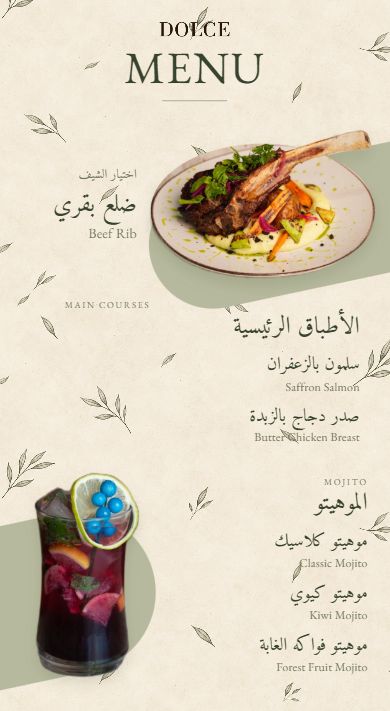 DOLCE
MENU
اختيار الشيف
ضلع بقري
Beef Rib
MAIN COURSES
الأطباق الرئيسية
سلمون بالزعفران
Saffron Salmon
صدر دجاج بالزبدة
Butter Chicken Breast
MOJITO
الموهيتو
موهيتو كلاسيك
Classic Mojito
موهيتو كيوي
Kiwi Mojito
موهيتو فواكه الغابة
Forest Fruit Mojito